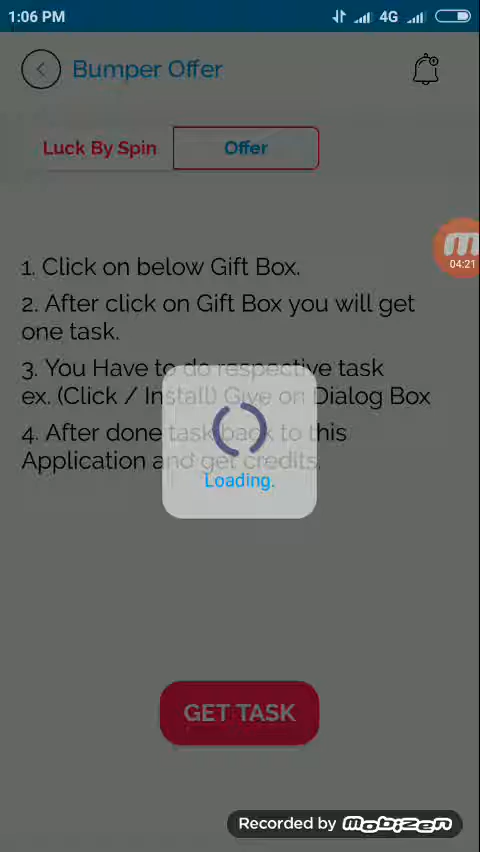 1:06 PM 4G
Bumper Offer
Luck By Spin Offer
04:21
1. Click on below Gift Box.
2. After click on Gift Box you will get
one task.
3. You Have to do respective task
ex. (Click / Install) Give on Dialog Box
4. After done task back to this
Application and get credits.
Loading.
GET TASK
Recorded by mobizen